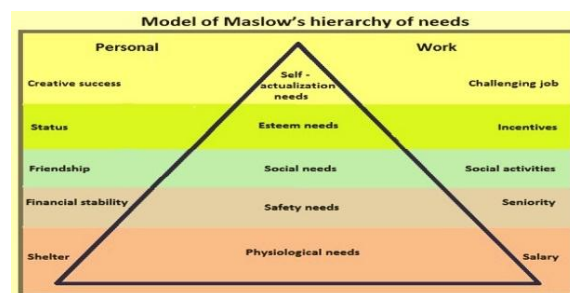 Model of Maslow's hierarchy of needs
Personal Work
Creative success Self - actualization needs Challenging job
Status Esteem needs Incentives
Friendship Social needs Social activities
Financial stability Safety needs Seniority
Shelter Physiological needs Salary